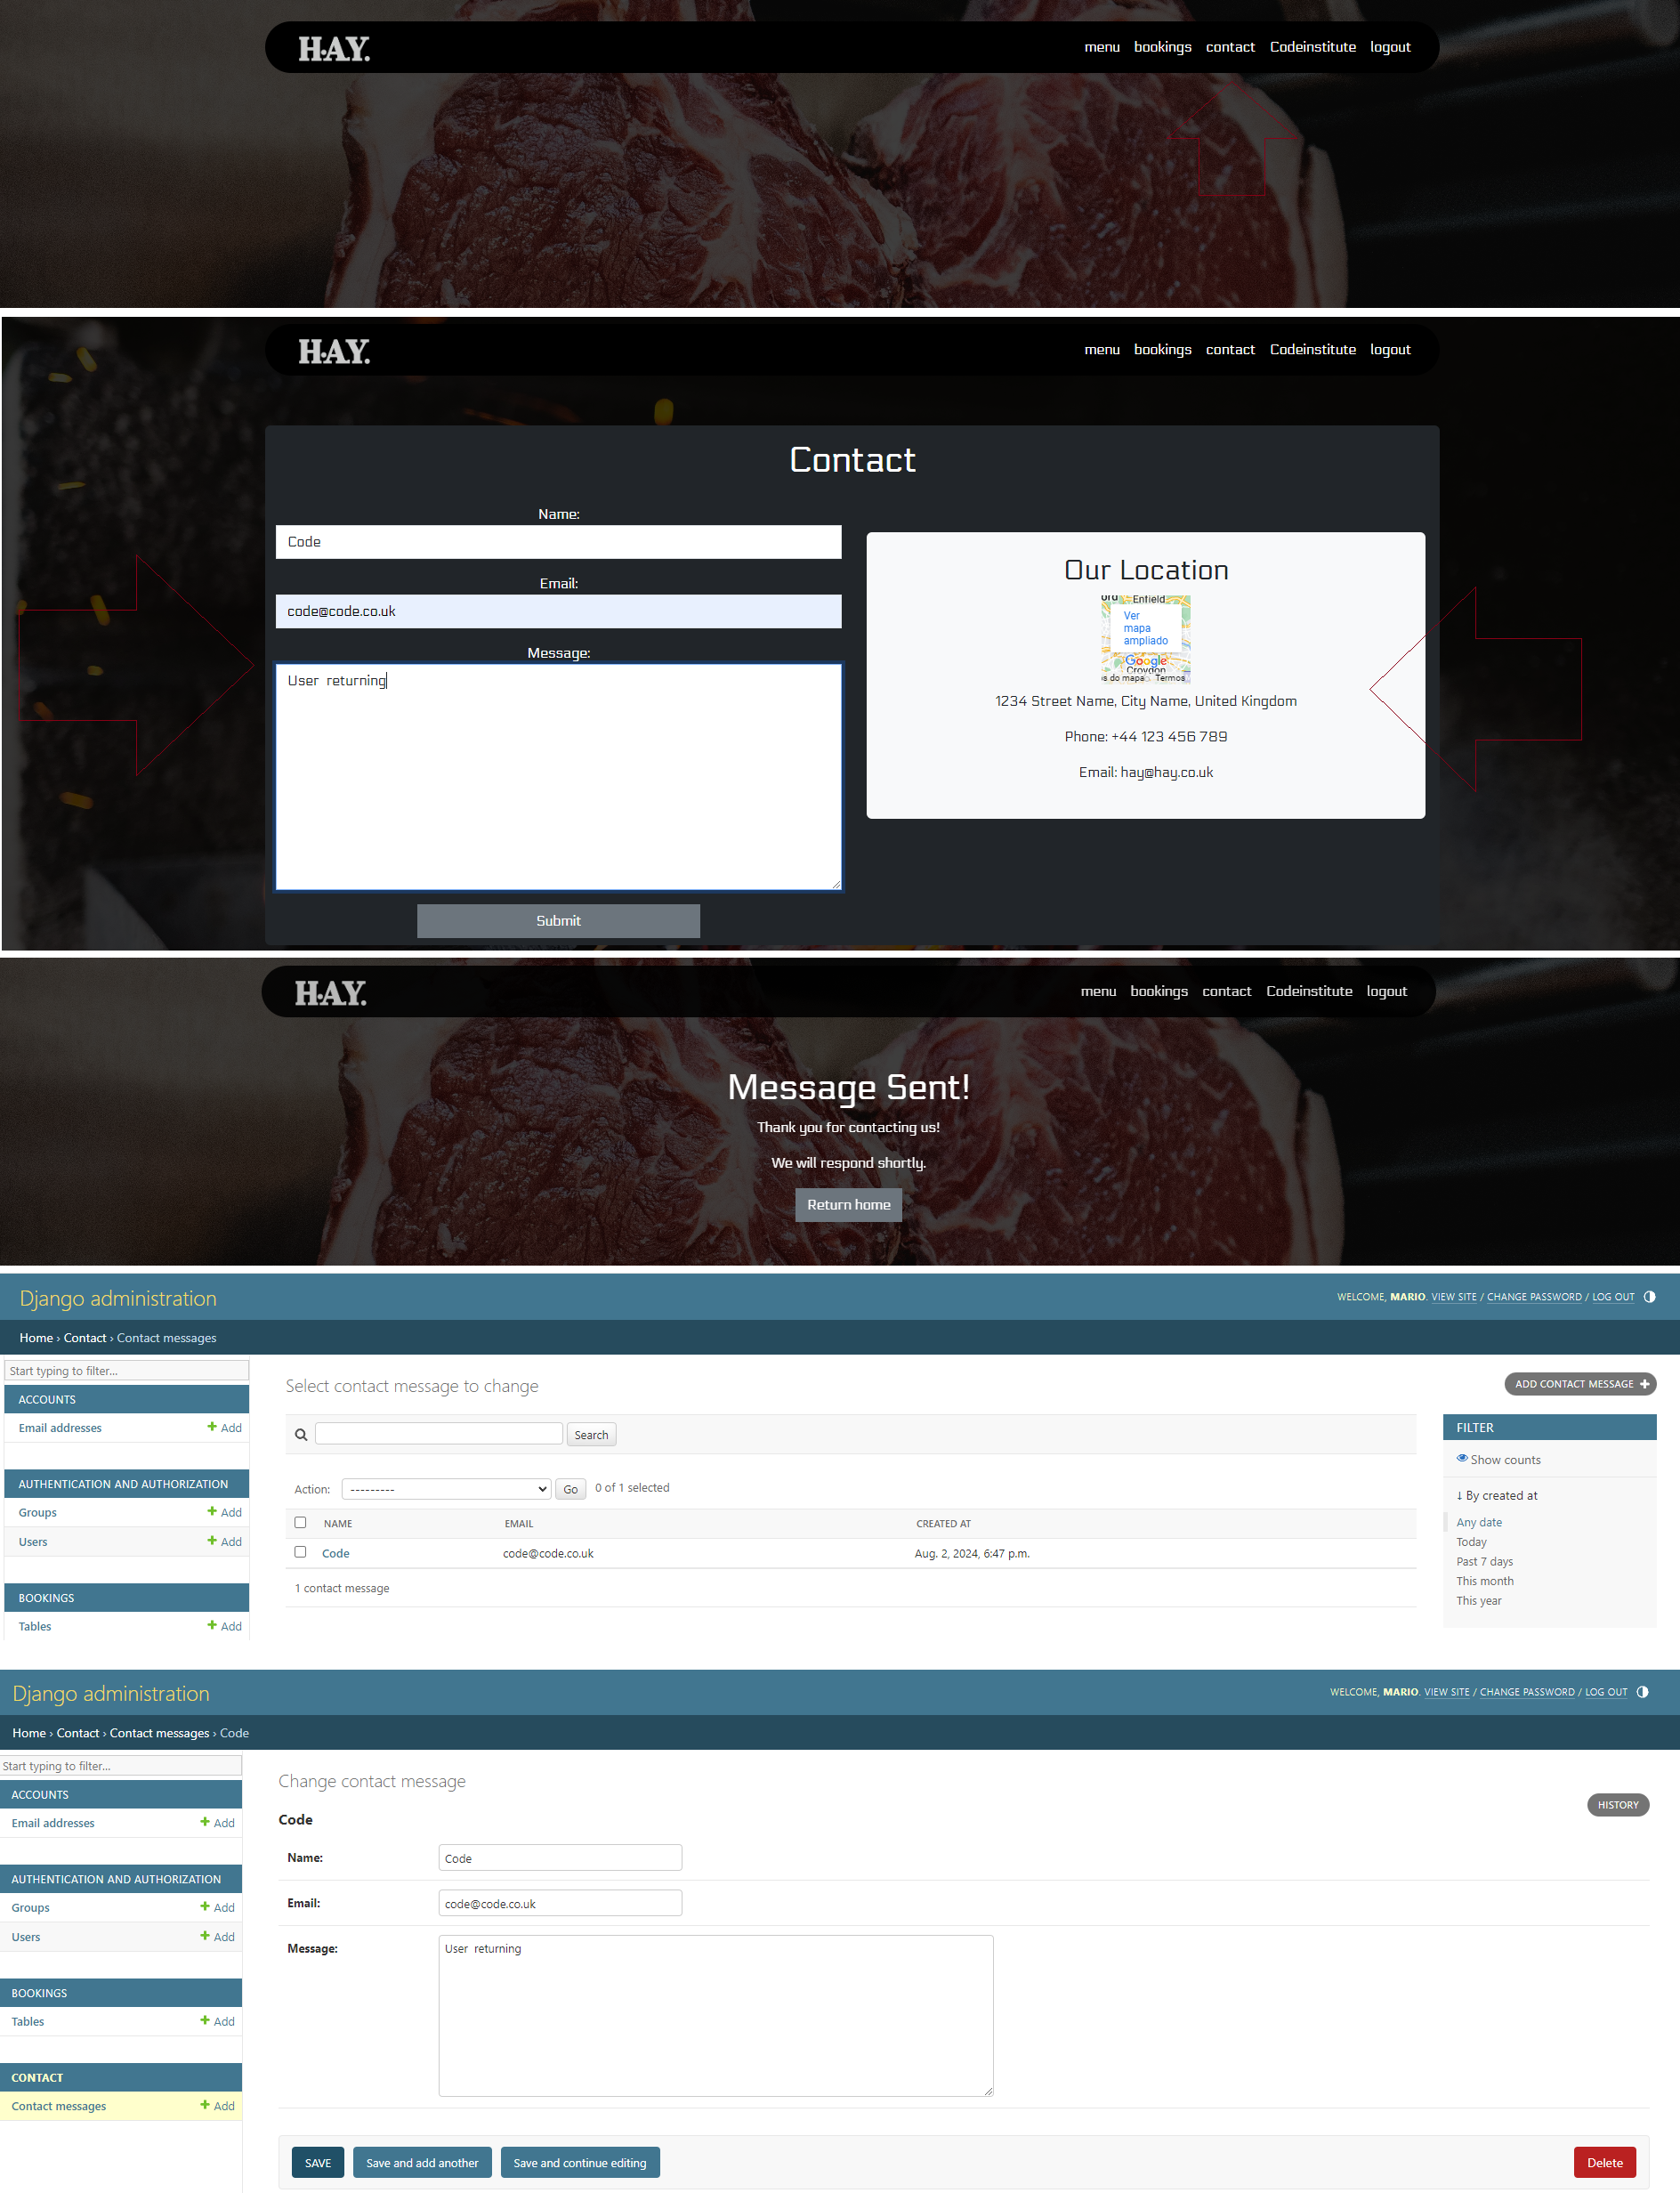 H·A.Y.
menu bookings contact Codeinstitute logout
H·A.Y.
menu bookings contact Codeinstitute logout
Contact
Name:
Code
Email:
code@code.co.uk
Message:
User  returning
Submit
Our Location
Enfield
Ver
mapa
ampliado
Google
Croydon
do mapa Termos
1234 Street Name, City Name, United Kingdom
Phone: +44 123 456 789
Email: hay@hay.co.uk
H·A.Y.
menu bookings contact Codeinstitute logout
Message Sent!
Thank you for contacting us!
We will respond shortly.
Return home
Django administration
WELCOME, MARIO. VIEW SITE / CHANGE PASSWORD / LOG OUT
Home › Contact › Contact messages
Start typing to filter...
ACCOUNTS
Email addresses + Add
AUTHENTICATION AND AUTHORIZATION
Groups + Add
Users + Add
BOOKINGS
Tables + Add
Select contact message to change
ADD CONTACT MESSAGE +
Search
Action: --------- Go 0 of 1 selected
NAME EMAIL CREATED AT
Code code@code.co.uk Aug. 2, 2024, 6:47 p.m.
1 contact message
FILTER
Show counts
↓ By created at
Any date
Today
Past 7 days
This month
This year
Django administration
WELCOME, MARIO. VIEW SITE / CHANGE PASSWORD / LOG OUT
Home › Contact › Contact messages › Code
Start typing to filter...
ACCOUNTS
Email addresses + Add
AUTHENTICATION AND AUTHORIZATION
Groups + Add
Users + Add
BOOKINGS
Tables + Add
CONTACT
Contact messages + Add
Change contact message
HISTORY
Code
Name: Code
Email: code@code.co.uk
Message: User  returning
SAVE Save and add another Save and continue editing Delete